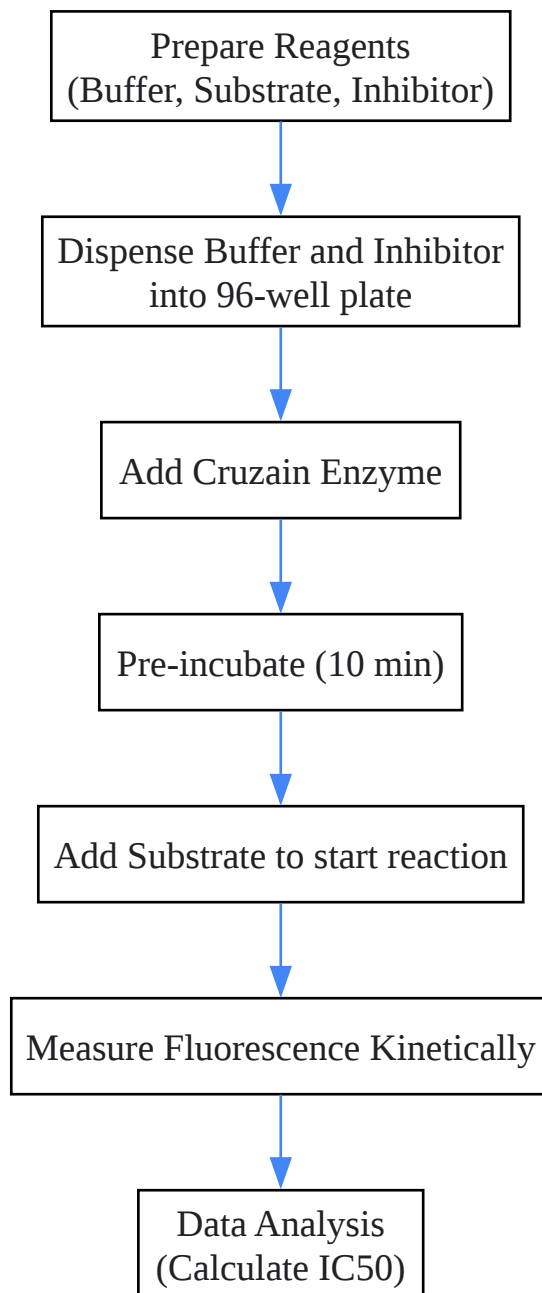 Prepare Reagents
(Buffer, Substrate, Inhibitor)
Dispense Buffer and Inhibitor
into 96-well plate
Add Cruzain Enzyme
Pre-incubate (10 min)
Add Substrate to start reaction
Measure Fluorescence Kinetically
Data Analysis
(Calculate IC50)